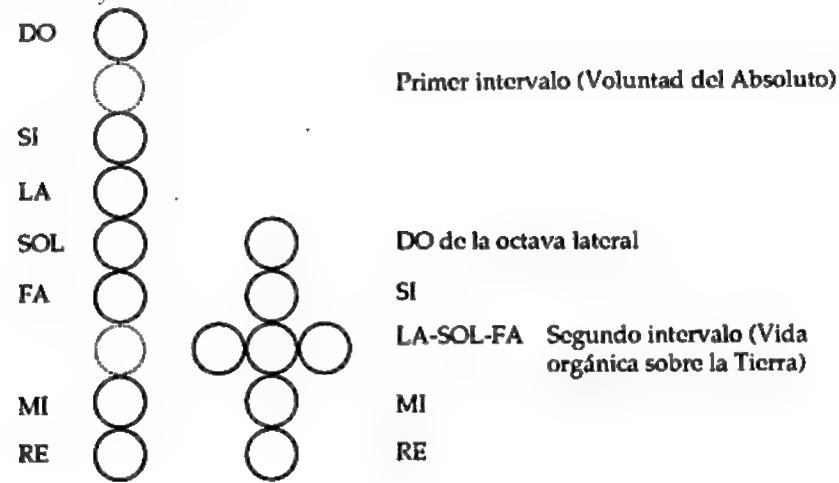 DO
Primer intervalo (Voluntad del Absoluto)
SI
LA
SOL DO de la octava lateral
FA SI
LA-SOL-FA Segundo intervalo (Vida
orgánica sobre la Tierra)
MI MI
RE RE